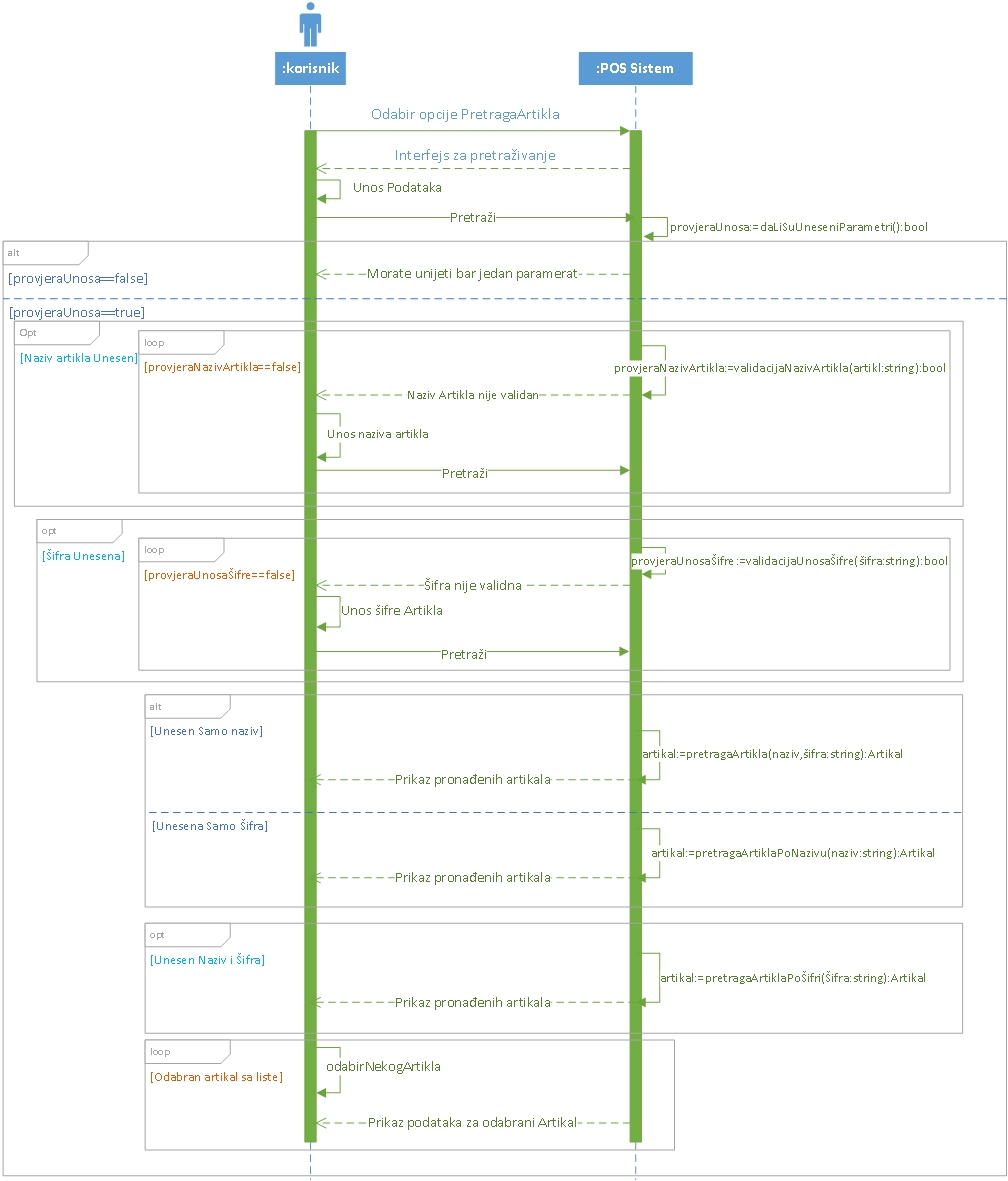 :korisnik
:POS Sistem
Odabir opcije PretragaArtikla
Interfejs za pretraživanje
Unos Podataka
Pretraži
provjeraUnosa:=daLiSuUneseniParametri():bool
alt
[provjeraUnosa==false]
Morate unijeti bar jedan paramerat
[provjeraUnosa==true]
Opt
[Naziv artikla Unesen]
loop
[provjeraNazivArtikla==false]
provjeraNazivArtikla:=validacijaNazivArtikla(artikl:string):bool
Naziv Artikla nije validan
Unos naziva artikla
Pretraži
opt
[Šifra Unesena]
loop
[provjeraUnosaŠifre==false]
provjeraUnosaŠifre:=validacijaUnosaŠifre(šifra:string):bool
Šifra nije validna
Unos šifre Artikla
Pretraži
alt
[Unesen Samo naziv]
artikal:=pretragaArtikla(naziv,šifra:string):Artikal
Prikaz pronađenih artikala
[Unesena Samo Šifra]
artikal:=pretragaArtiklaPoNazivu(naziv:string):Artikal
Prikaz pronađenih artikala
opt
[Unesen Naziv i Šifra]
artikal:=pretragaArtiklaPoŠifri(Šifra:string):Artikal
Prikaz pronađenih artikala
loop
[Odabran artikal sa liste]
odabirNekogArtikla
Prikaz podataka za odabrani Artikal